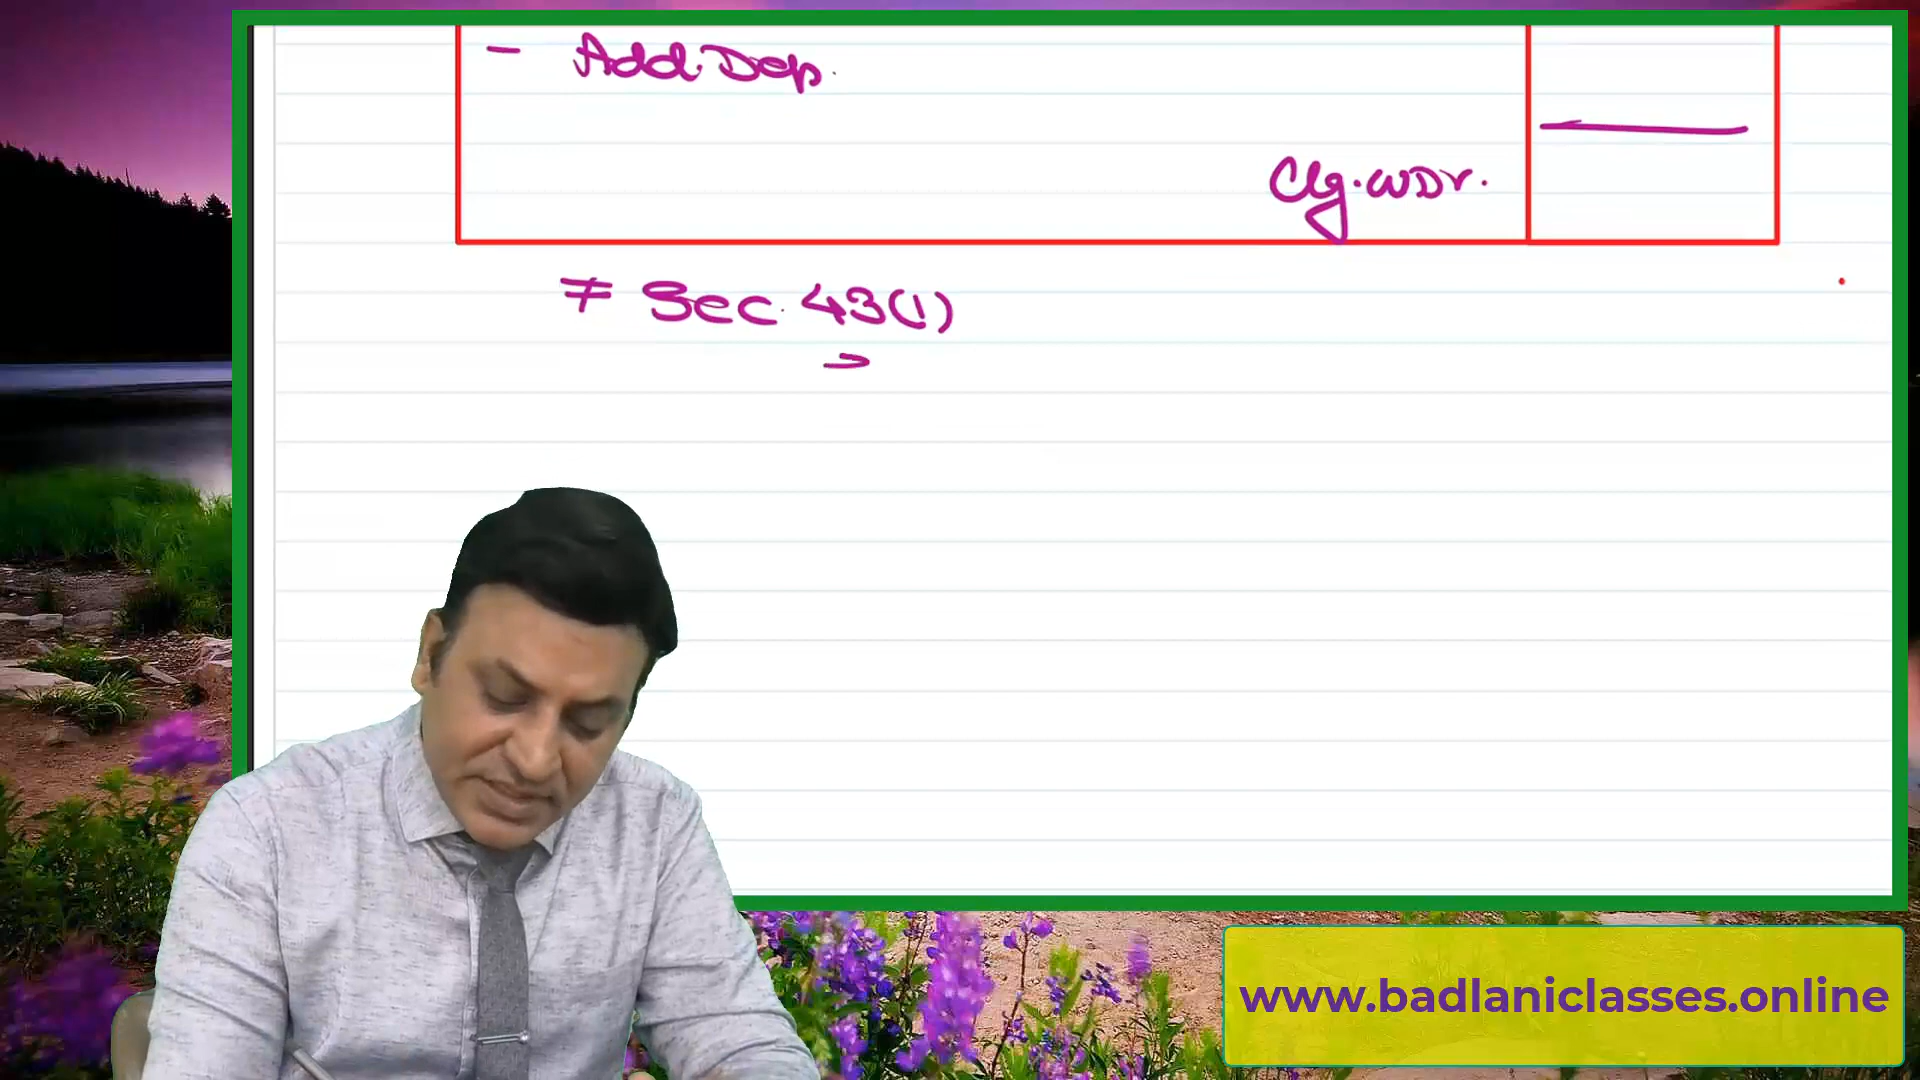 - Add. Dep.
Clg. WDV.
# Sec. 43(1)
www.badlaniclasses.online